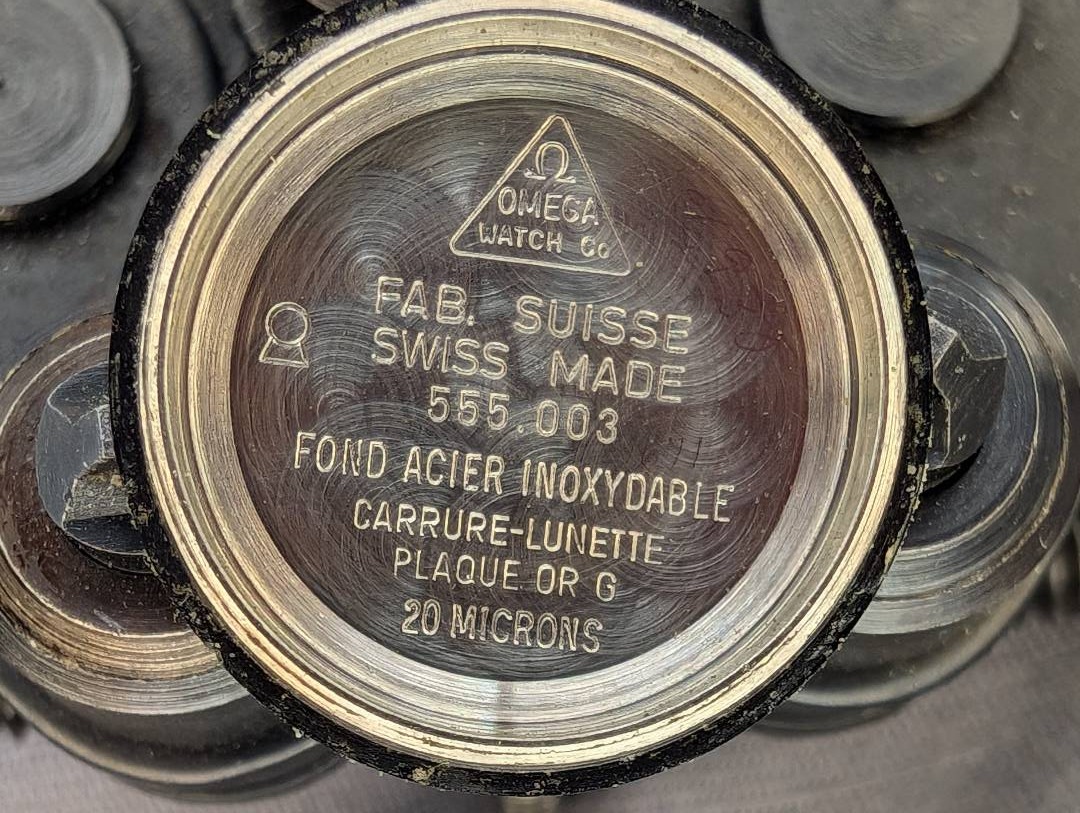 Ω
OMEGA
WATCH Co
FAB. SUISSE
SWISS MADE
555.003
FOND ACIER INOXYDABLE
CARRURE-LUNETTE
PLAQUE OR G
20 MICRONS